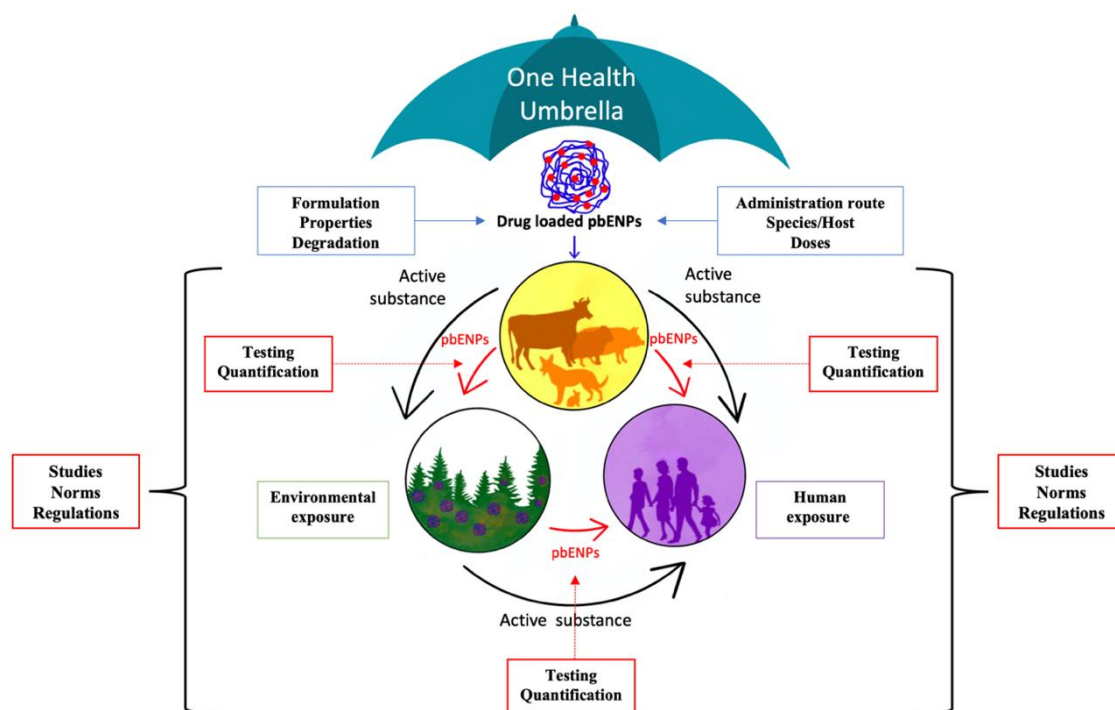 One Health
Umbrella
Formulation
Properties
Degradation
Drug loaded pbENPs
Administration route
Species/Host
Doses
Active
substance
Active
substance
pbENPs
pbENPs
Testing
Quantification
Testing
Quantification
Studies
Norms
Regulations
Environmental
exposure
Human
exposure
Studies
Norms
Regulations
pbENPs
Active substance
Testing
Quantification